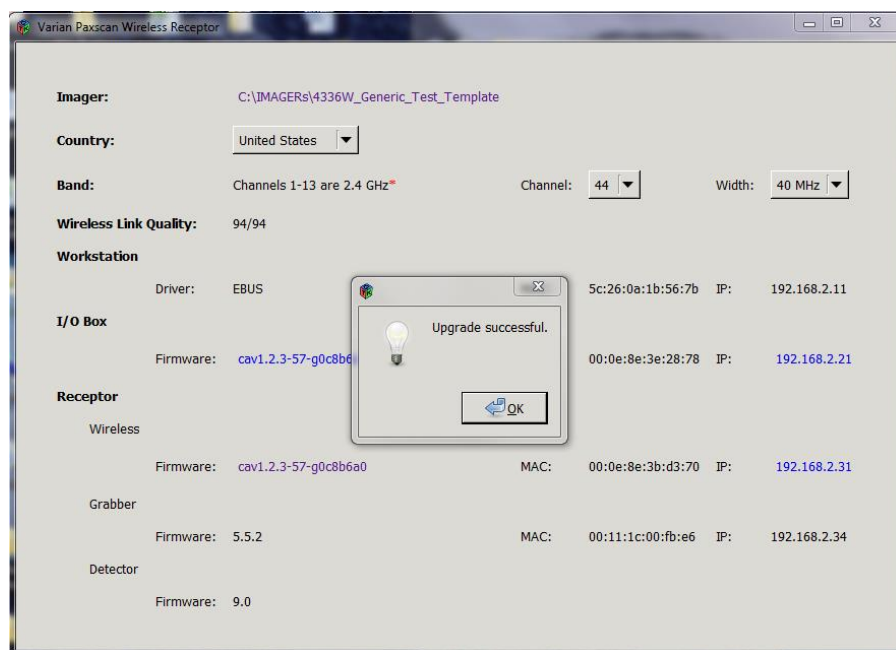 Varian Paxscan Wireless Receptor
Imager: C:\IMAGERs\4336W_Generic_Test_Template
Country: United States
Band: Channels 1-13 are 2.4 GHz* Channel: 44 Width: 40 MHz
Wireless Link Quality: 94/94
Workstation
Driver: EBUS 5c:26:0a:1b:56:7b IP: 192.168.2.11
Upgrade successful.
OK
I/O Box
Firmware: cav1.2.3-57-g0c8b6 00:0e:8e:3e:28:78 IP: 192.168.2.21
Receptor
Wireless
Firmware: cav1.2.3-57-g0c8b6a0 MAC: 00:0e:8e:3b:d3:70 IP: 192.168.2.31
Grabber
Firmware: 5.5.2 MAC: 00:11:1c:00:fb:e6 IP: 192.168.2.34
Detector
Firmware: 9.0